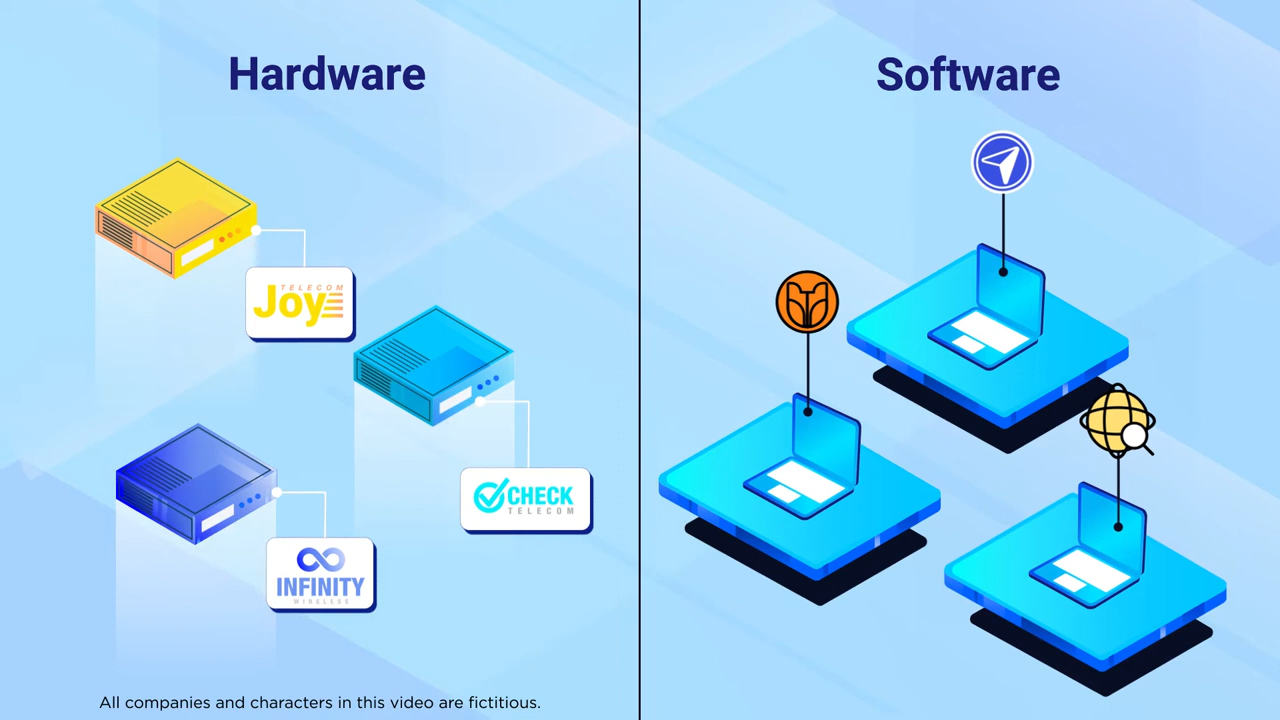 Hardware
Software
TELECOM
Joy
CHECK
TELECOM
INFINITY
WIRELESS
All companies and characters in this video are fictitious.